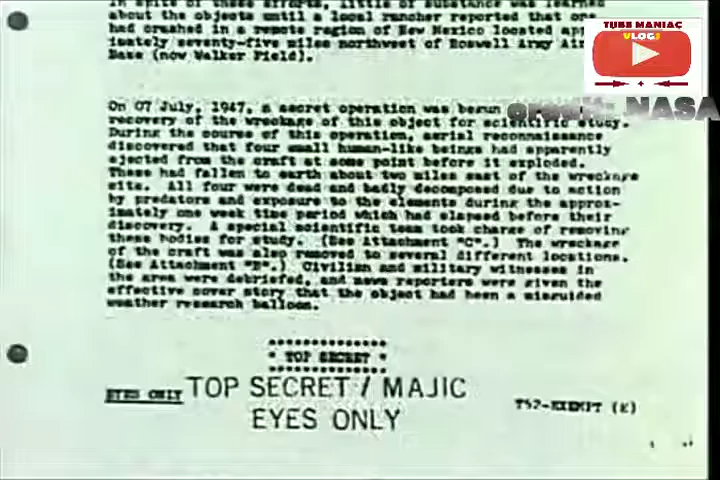 In spite of these efforts, little of substance was learned
about the objects until a local rancher reported that one
had crashed in a remote region of New Mexico located app
imately seventy-five miles northwest of Roswell Army Air
Base (now Walker Field).
On 07 July, 1947, a secret operation was begun
recovery of the wreckage of this object for scientific study.
During the course of this operation, aerial reconnaissance
discovered that four small human-like beings had apparently
ejected from the craft at some point before it exploded.
These had fallen to earth about two miles east of the wreckage
site. All four were dead and badly decomposed due to action
by predators and exposure to the elements during the approx-
imately one week time period which had elapsed before their
discovery. A special scientific team took charge of removing
these bodies for study. (See Attachment "C".) The wreckage
of the craft was also removed to several different locations.
(See Attachment "B".) Civilian and military witnesses in
the area were debriefed, and news reporters were given the
effective cover story that the object had been a misguided
weather research balloon.
* TOP SECRET *
EYES ONLY TOP SECRET / MAJIC
EYES ONLY
T52-EXEMPT (E)
TUBE MANIAC
VLOGS
NASA